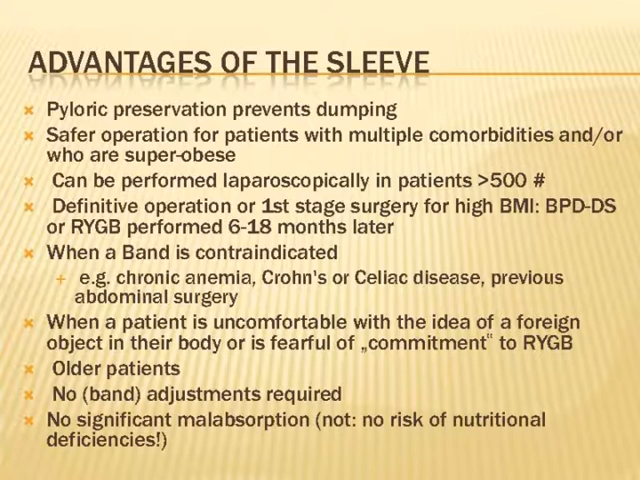 ADVANTAGES OF THE SLEEVE
Pyloric preservation prevents dumping
Safer operation for patients with multiple comorbidities and/or
who are super-obese
Can be performed laparoscopically in patients >500 #
Definitive operation or 1st stage surgery for high BMI: BPD-DS
or RYGB performed 6-18 months later
When a Band is contraindicated
e.g. chronic anemia, Crohn's or Celiac disease, previous
abdominal surgery
When a patient is uncomfortable with the idea of a foreign
object in their body or is fearful of „commitment“ to RYGB
Older patients
No (band) adjustments required
No significant malabsorption (not: no risk of nutritional
deficiencies!)